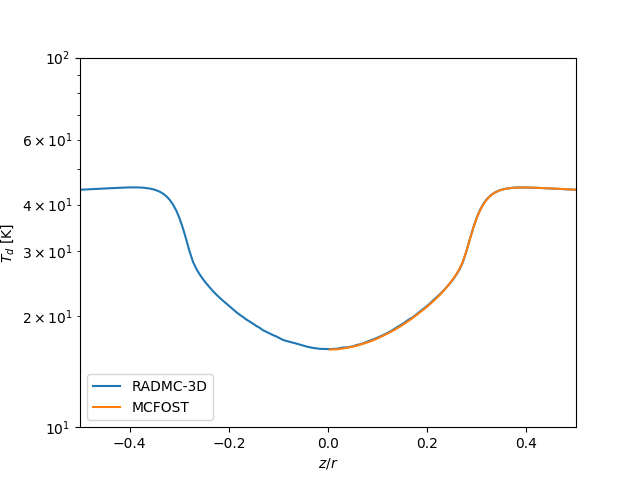 10²
6 × 10¹
4 × 10¹
3 × 10¹
2 × 10¹
10¹
T_d [K]
RADMC-3D
MCFOST
−0.4 −0.2 0.0 0.2 0.4
z/r